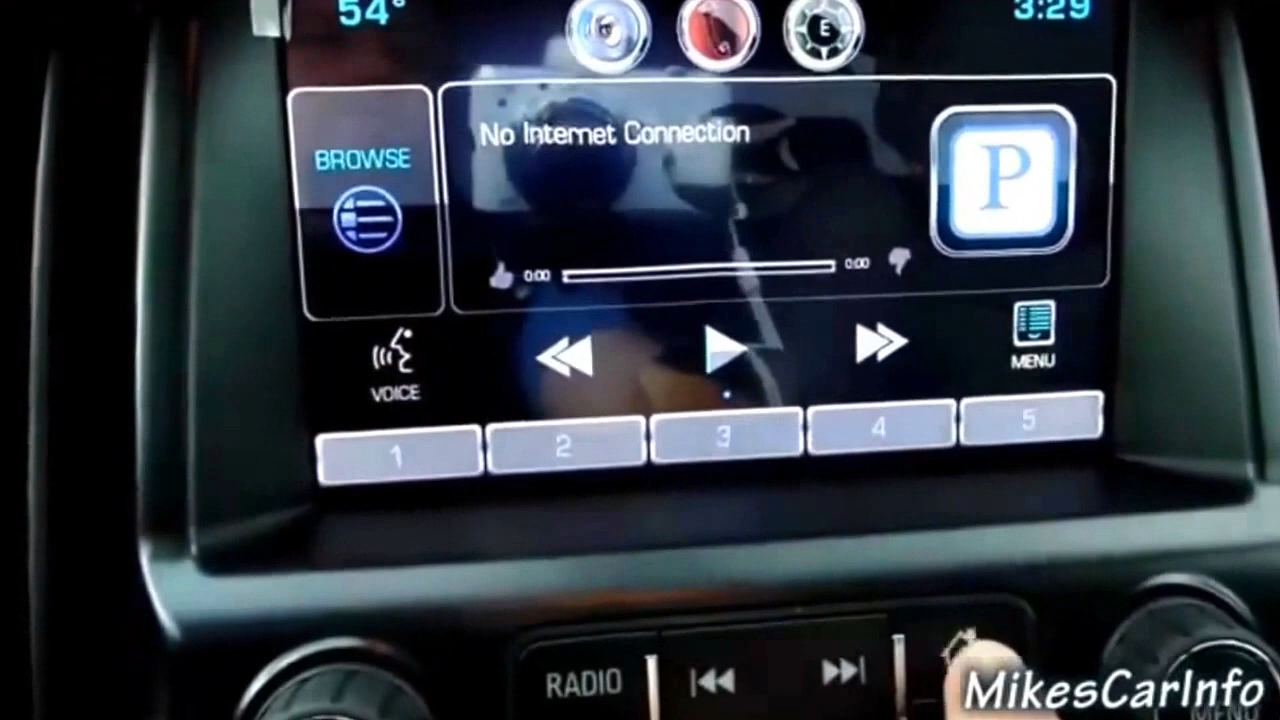 54°
3:29
E
BROWSE
No Internet Connection
P
0:00
0:00
VOICE
MENU
1
2
3
4
5
RADIO
MikesCarInfo
MENU